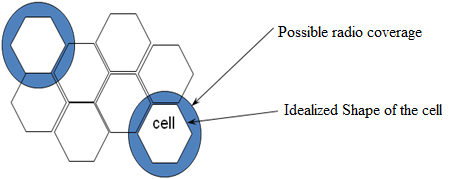 Possible radio coverage
Idealized Shape of the cell
cell